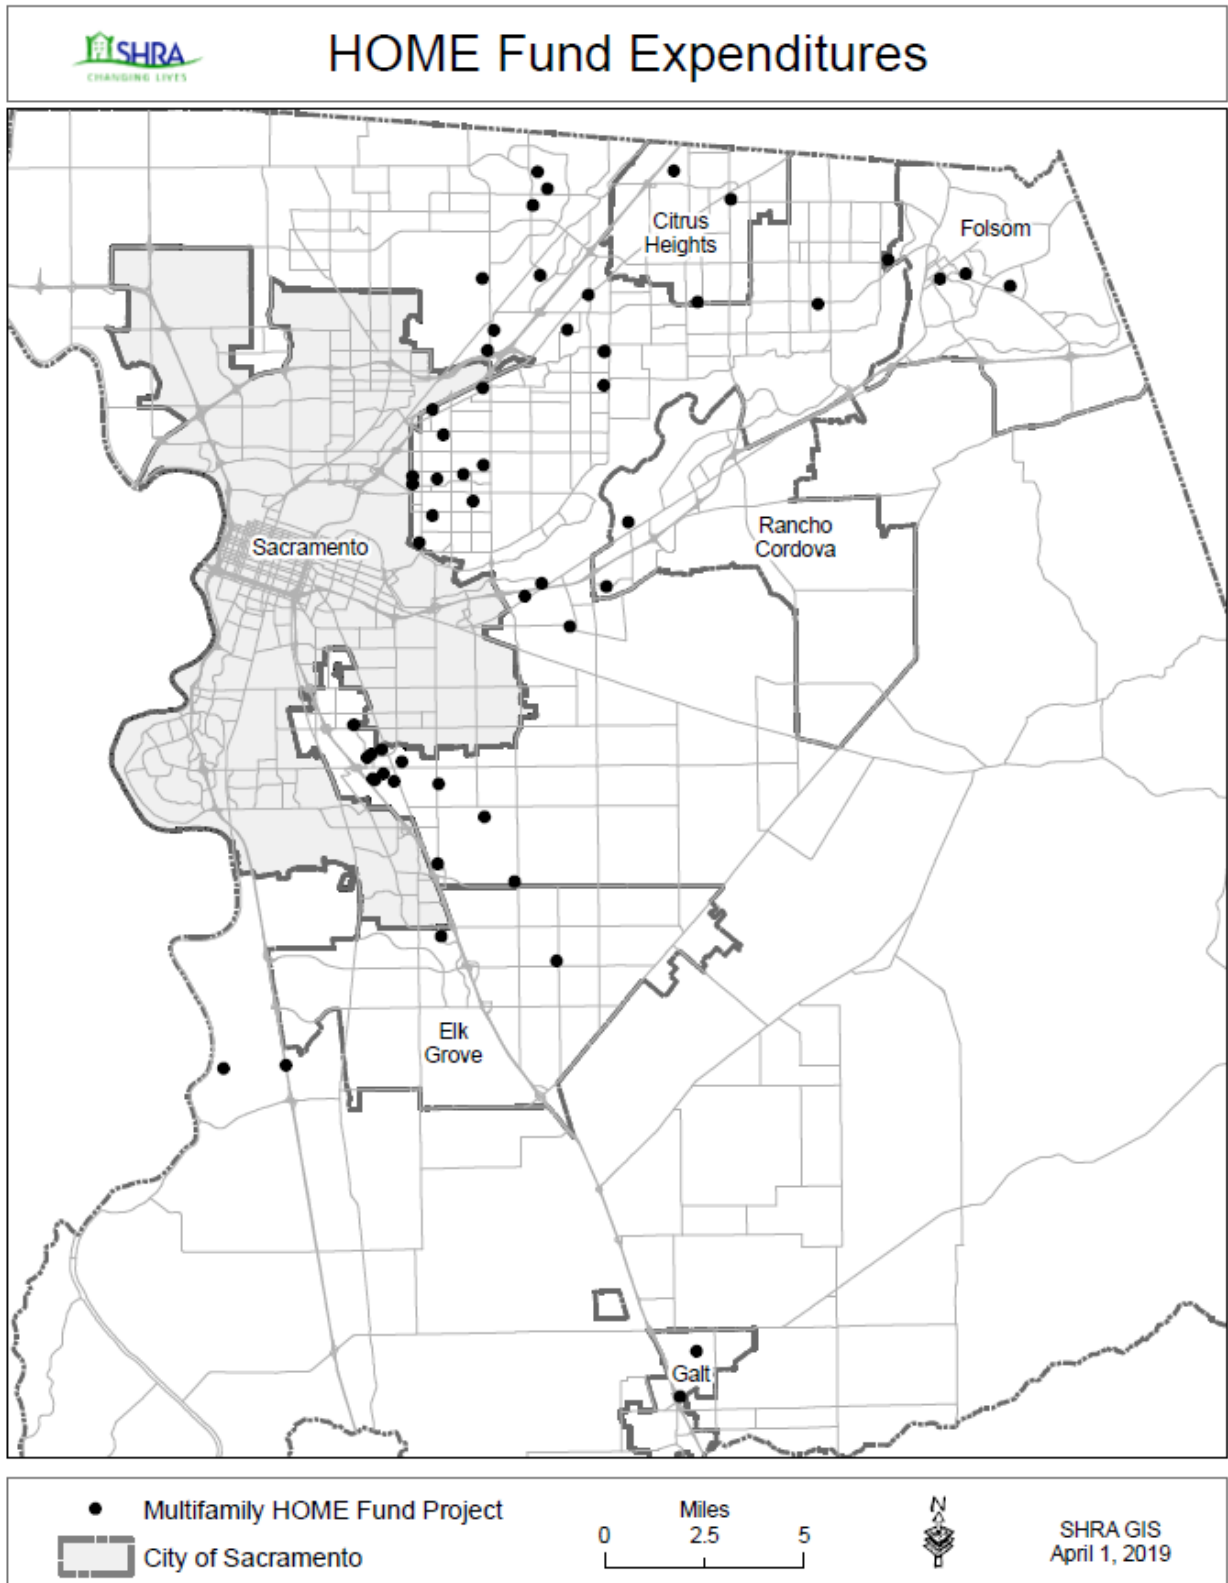 SHRA
CHANGING LIVES
HOME Fund Expenditures
Citrus
Heights
Folsom
Rancho
Cordova
Sacramento
Elk
Grove
Galt
Multifamily HOME Fund Project
City of Sacramento
Miles
0 2.5 5
N
SHRA GIS
April 1, 2019